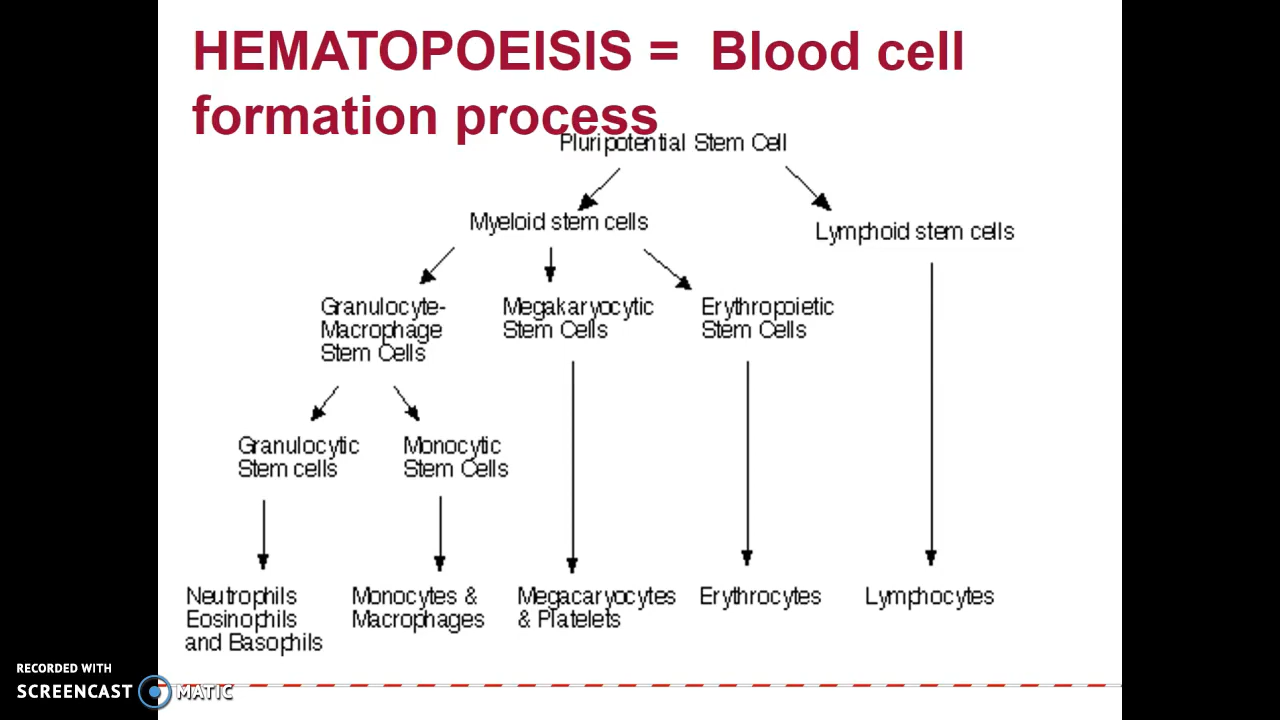 HEMATOPOEISIS = Blood cell
formation process
Pluripotential Stem Cell
Myeloid stem cells
Lymphoid stem cells
Granulocyte-
Macrophage
Stem Cells
Megakaryocytic
Stem Cells
Erythropoietic
Stem Cells
Granulocytic
Stem cells
Monocytic
Stem Cells
Neutrophils
Eosinophils
and Basophils
Monocytes &
Macrophages
Megacaryocytes
& Platelets
Erythrocytes
Lymphocytes
RECORDED WITH
SCREENCAST MATIC